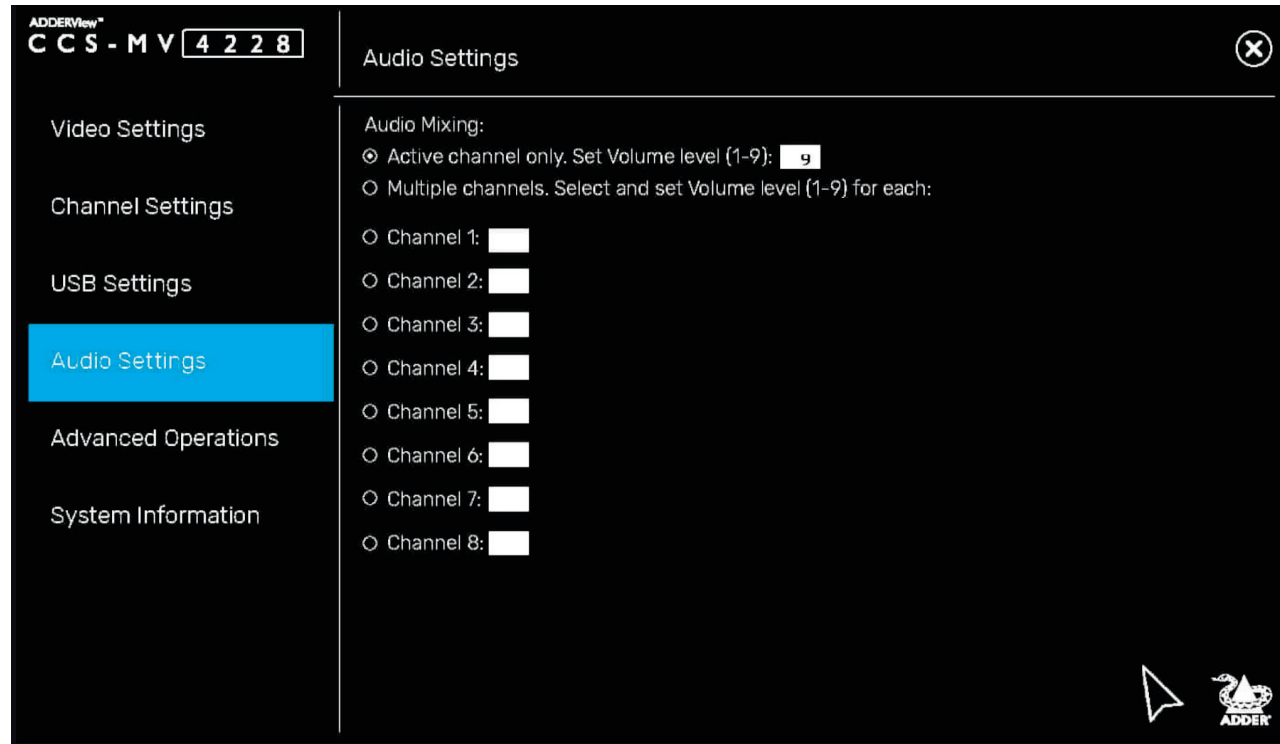 ADDERView™
CCS-MV4228
Audio Settings
Video Settings
Channel Settings
USB Settings
Audio Settings
Advanced Operations
System Information
Audio Mixing:
Active channel only. Set Volume level (1-9): 9
Multiple channels. Select and set Volume level (1-9) for each:
Channel 1:
Channel 2:
Channel 3:
Channel 4:
Channel 5:
Channel 6:
Channel 7:
Channel 8:
ADDER®